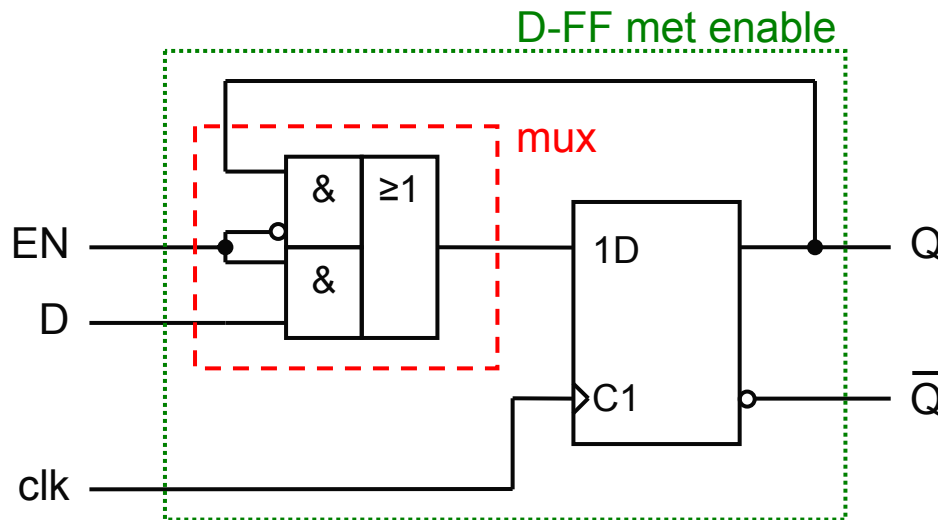 D-FF met enable
mux
& ≥1
EN
1D
Q
&
D
C1
Q̅
clk